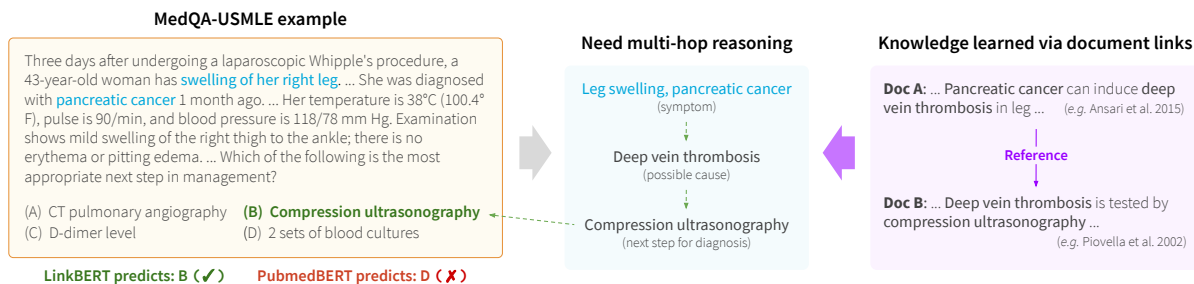 MedQA-USMLE example
Three days after undergoing a laparoscopic Whipple's procedure, a
43-year-old woman has swelling of her right leg. ... She was diagnosed
with pancreatic cancer 1 month ago. ... Her temperature is 38°C (100.4°
F), pulse is 90/min, and blood pressure is 118/78 mm Hg. Examination
shows mild swelling of the right thigh to the ankle; there is no
erythema or pitting edema. ... Which of the following is the most
appropriate next step in management?
(A) CT pulmonary angiography (B) Compression ultrasonography
(C) D-dimer level (D) 2 sets of blood cultures
LinkBERT predicts: B (✓) PubmedBERT predicts: D (✗)
Need multi-hop reasoning
Leg swelling, pancreatic cancer
(symptom)
Deep vein thrombosis
(possible cause)
Compression ultrasonography
(next step for diagnosis)
Knowledge learned via document links
Doc A: ... Pancreatic cancer can induce deep
vein thrombosis in leg ... (e.g. Ansari et al. 2015)
Reference
Doc B: ... Deep vein thrombosis is tested by
compression ultrasonography ...
(e.g. Piovella et al. 2002)